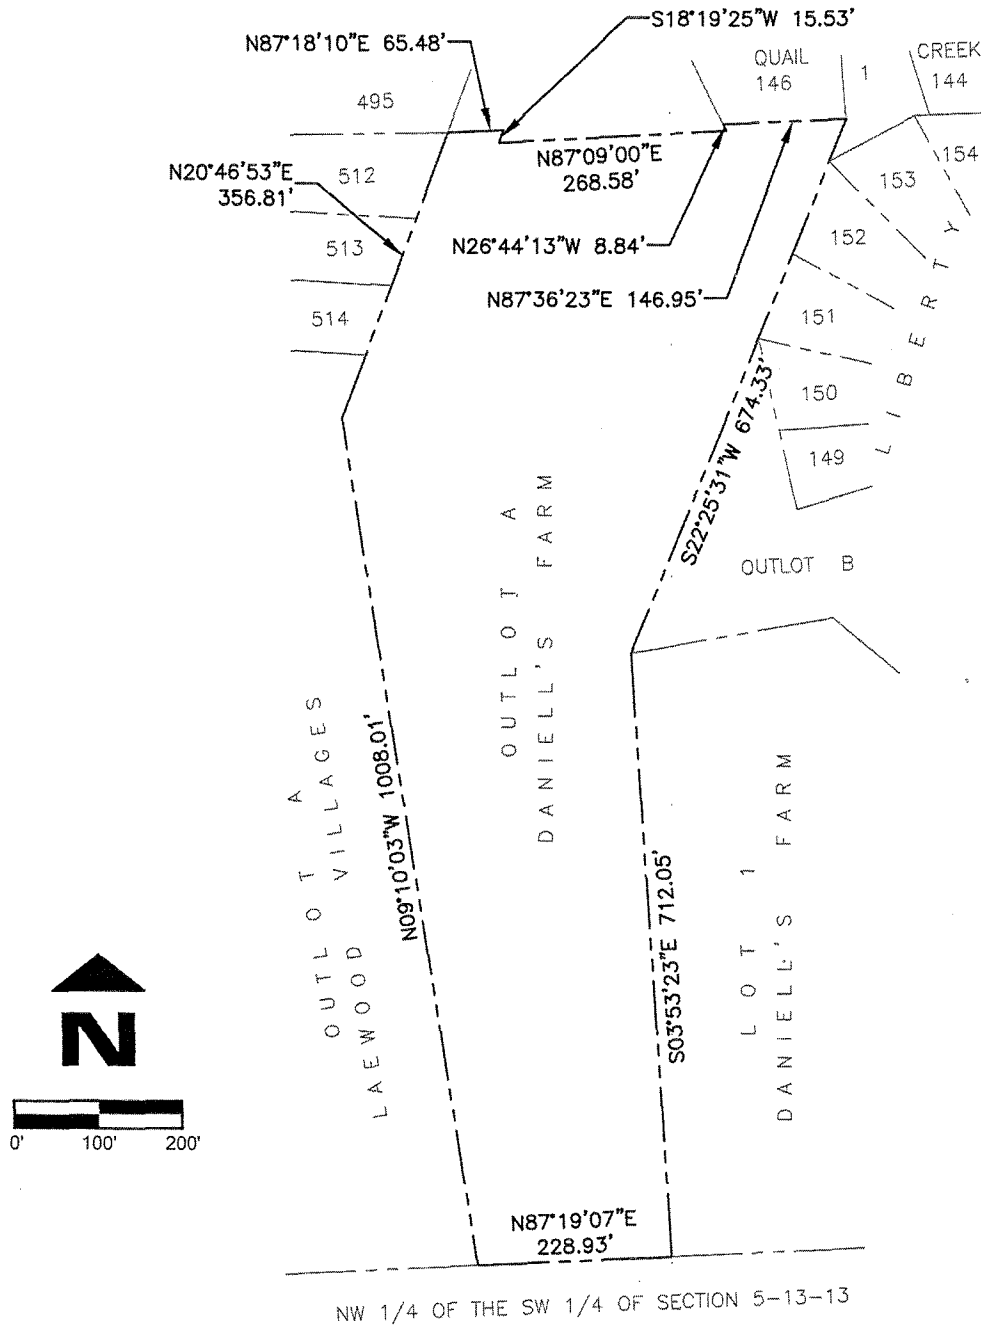 S18°19'25"W 15.53'
N87°18'10"E 65.48'
QUAIL
146
1
CREEK
144
495
N87°09'00"E
268.58'
N20°46'53"E
356.81'
512
153
154
513
N26°44'13"W 8.84'
152
N87°36'23"E 146.95'
514
151
LIBERTY
150
149
S22°25'31"W 674.33'
OUTLOT A
DANIELL'S FARM
OUTLOT B
OUTLOT A
LAEWOOD VILLAGES
N09°10'03"W 1008.01'
S03°53'23"E 712.05'
LOT 1
DANIELL'S FARM
N
0' 100' 200'
N87°19'07"E
228.93'
NW 1/4 OF THE SW 1/4 OF SECTION 5-13-13